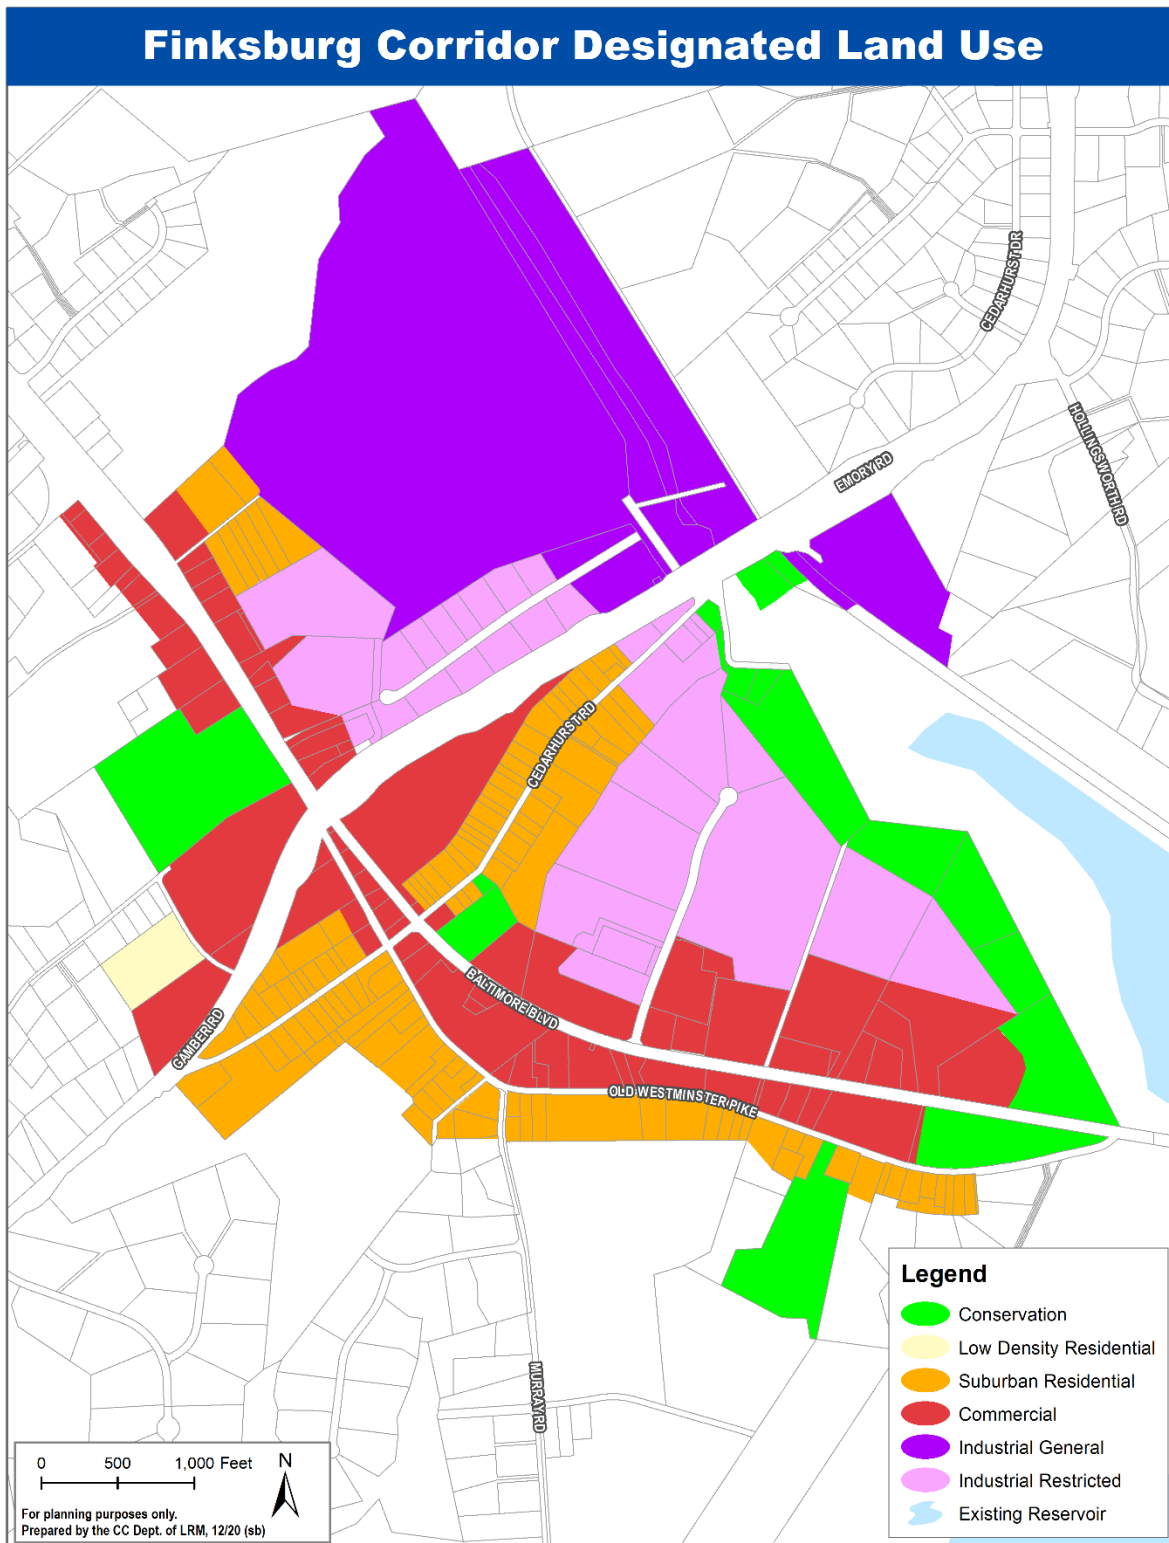 Finksburg Corridor Designated Land Use
CEDARHURST DR
HOLLINGSWORTH RD
EMORY RD
CEDARHURST RD
BALTIMORE BLVD
GAMBER RD
OLD WESTMINSTER PIKE
MURRAY RD
Legend
Conservation
Low Density Residential
Suburban Residential
Commercial
Industrial General
Industrial Restricted
Existing Reservoir
0 500 1,000 Feet
N
For planning purposes only.
Prepared by the CC Dept. of LRM, 12/20 (sb)